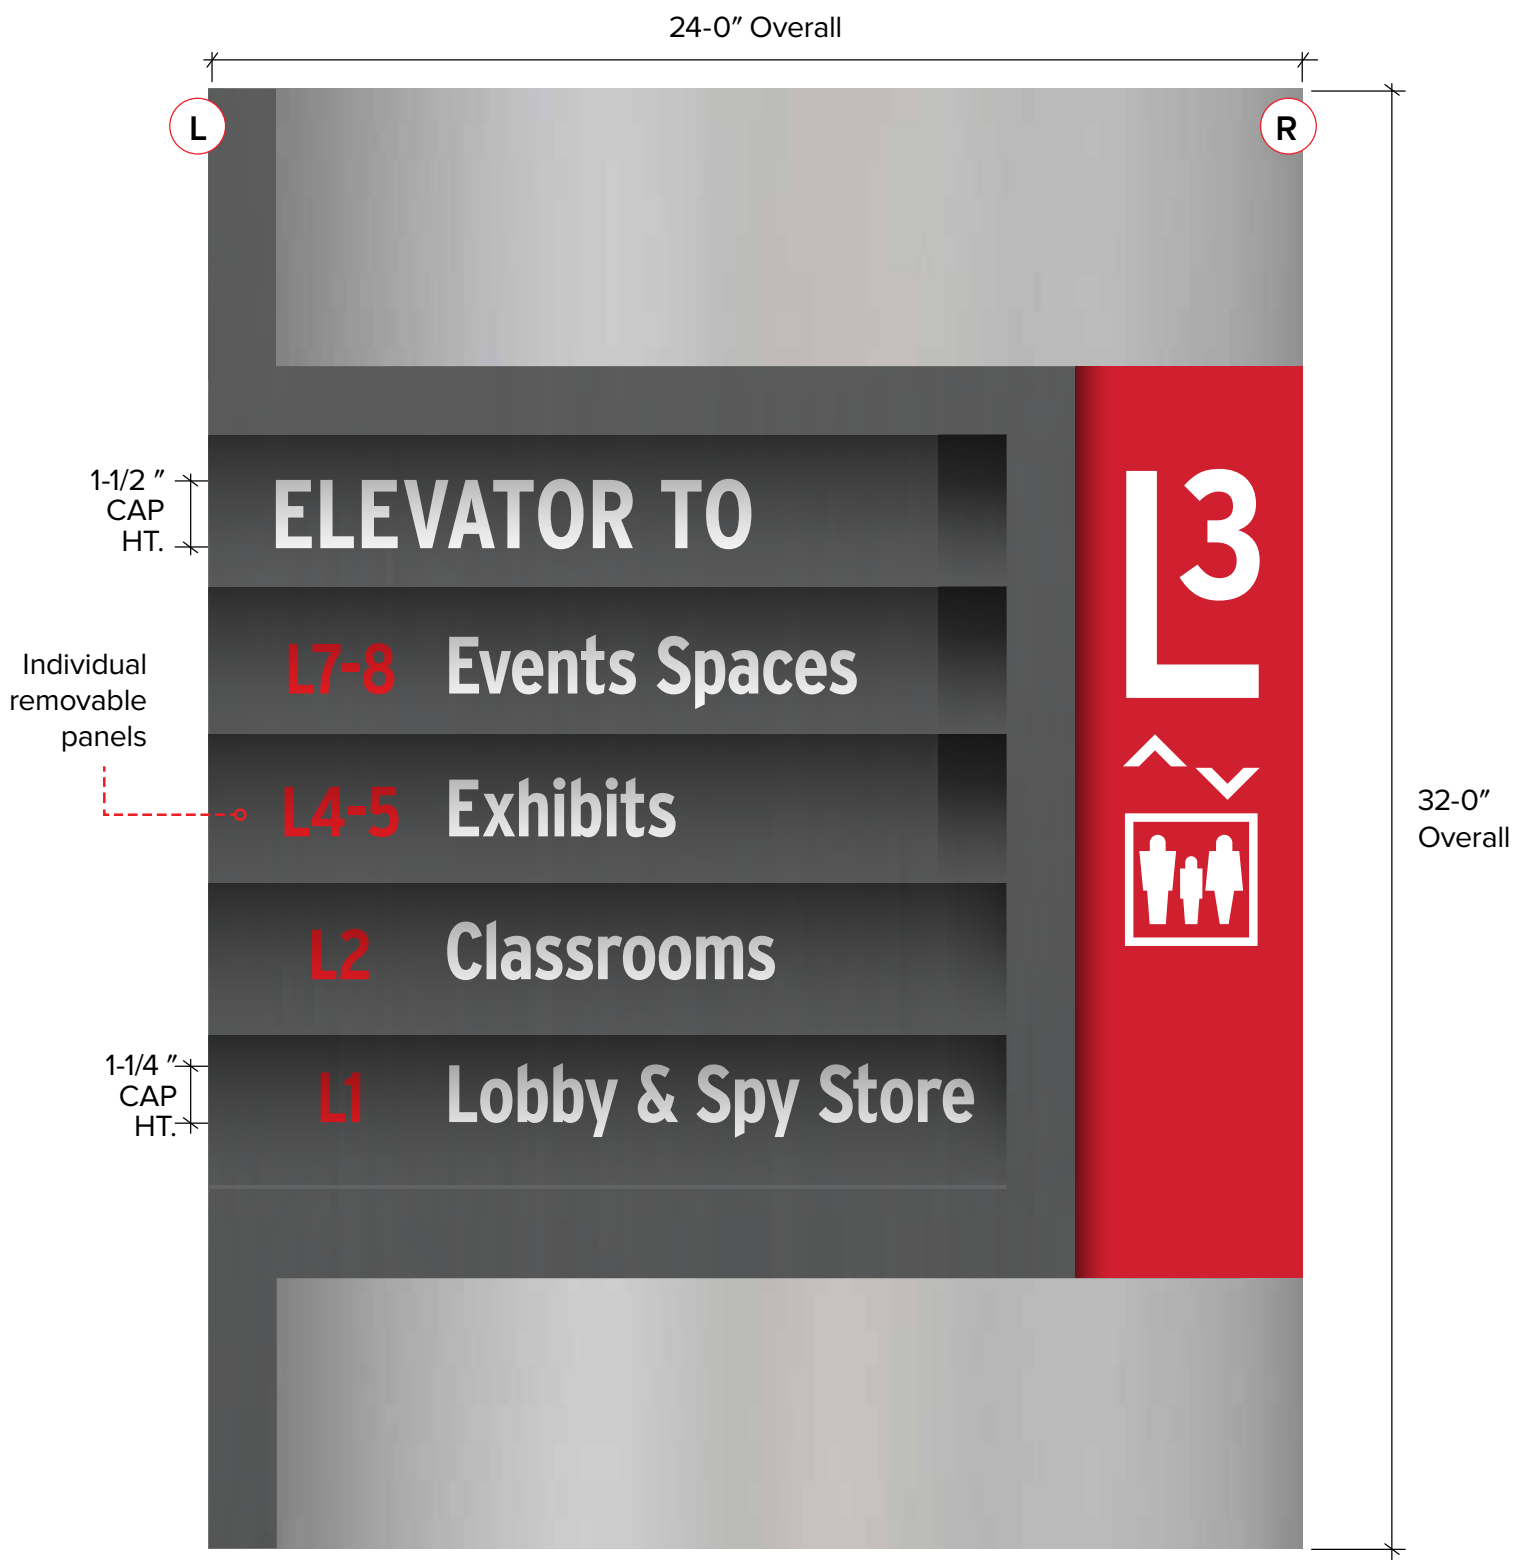 24-0″ Overall
L
R
1-1/2 ″
CAP
HT.
ELEVATOR TO
L3
L7-8 Events Spaces
Individual
removable
panels
L4-5 Exhibits
32-0″
Overall
L2 Classrooms
1-1/4 ″
CAP
HT.
L1 Lobby & Spy Store